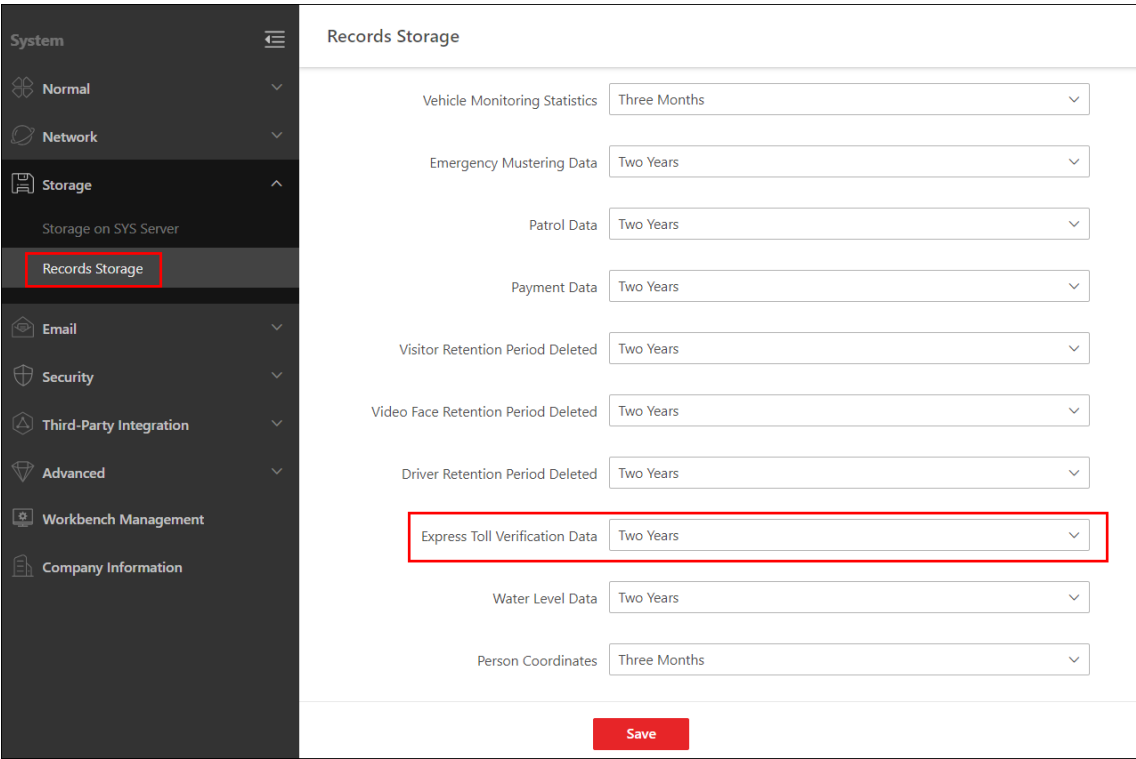 System
Normal
Network
Storage
Storage on SYS Server
Records Storage
Email
Security
Third-Party Integration
Advanced
Workbench Management
Company Information
Records Storage
Vehicle Monitoring Statistics Three Months
Emergency Mustering Data Two Years
Patrol Data Two Years
Payment Data Two Years
Visitor Retention Period Deleted Two Years
Video Face Retention Period Deleted Two Years
Driver Retention Period Deleted Two Years
Express Toll Verification Data Two Years
Water Level Data Two Years
Person Coordinates Three Months
Save